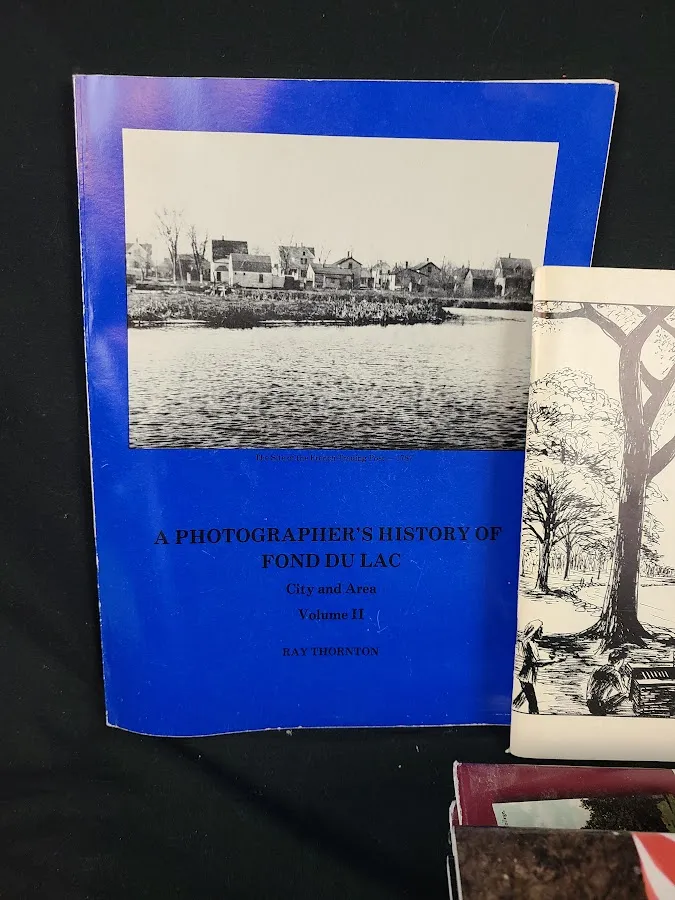 A PHOTOGRAPHER'S HISTORY OF
FOND DU LAC
City and Area
Volume II
RAY THORNTON